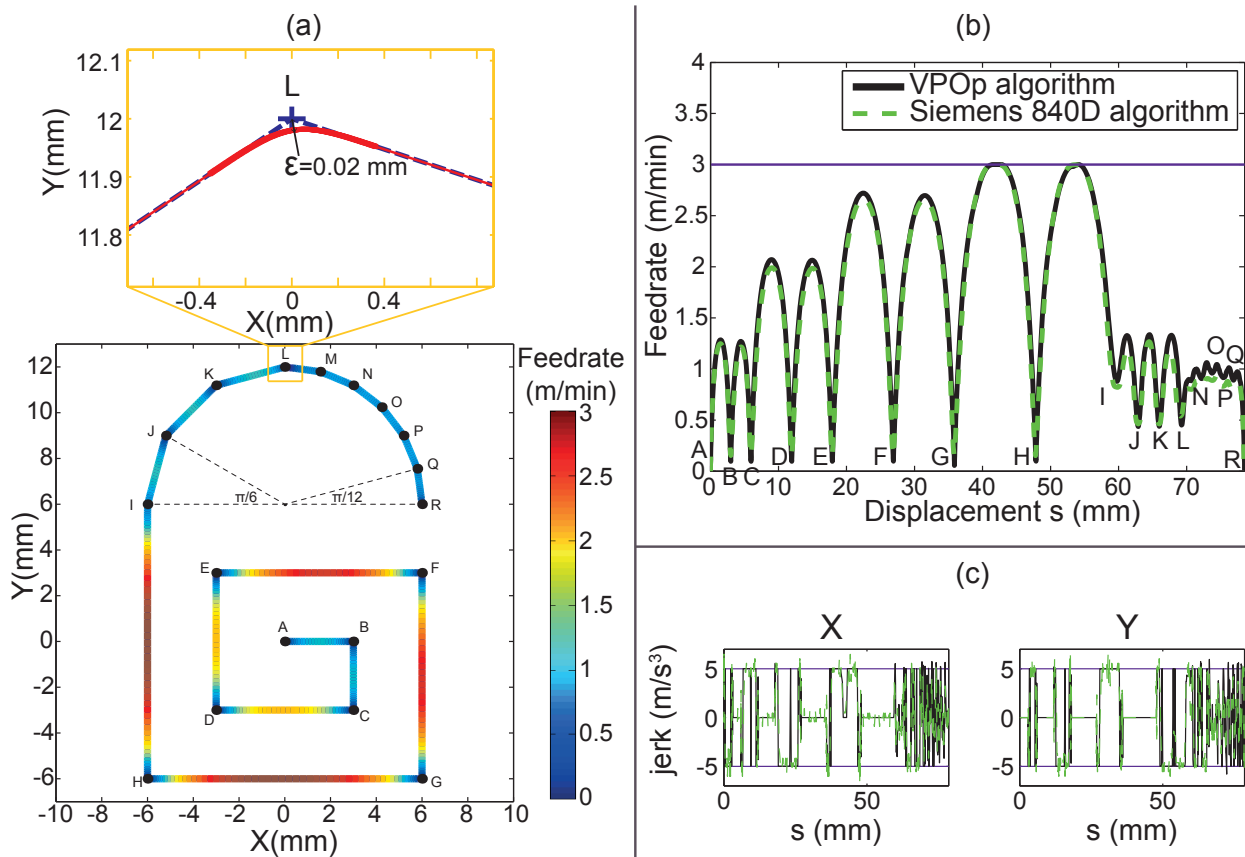 (a)
12.1
12
11.9
11.8
Y(mm)
L
ε=0.02 mm
-0.4
0
0.4
X(mm)
Feedrate
(m/min)
12
10
8
6
4
2
0
-2
-4
-6
Y(mm)
-10
-8
-6
-4
-2
0
2
4
6
8
10
X(mm)
L
M
K
N
O
J
P
Q
I
π/6
π/12
R
E
F
A
B
D
C
H
G
3
2.5
2
1.5
1
0.5
0
(b)
VPOp algorithm
Siemens 840D algorithm
4
3.5
3
2.5
2
1.5
1
0.5
0
Feedrate (m/min)
A
B
C
D
E
F
G
H
I
J
K
L
N
O
P
Q
R
0
10
20
30
40
50
60
70
Displacement s (mm)
(c)
X
Y
jerk (m/s³)
5
0
-5
0
50
s (mm)
5
0
-5
0
50
s (mm)